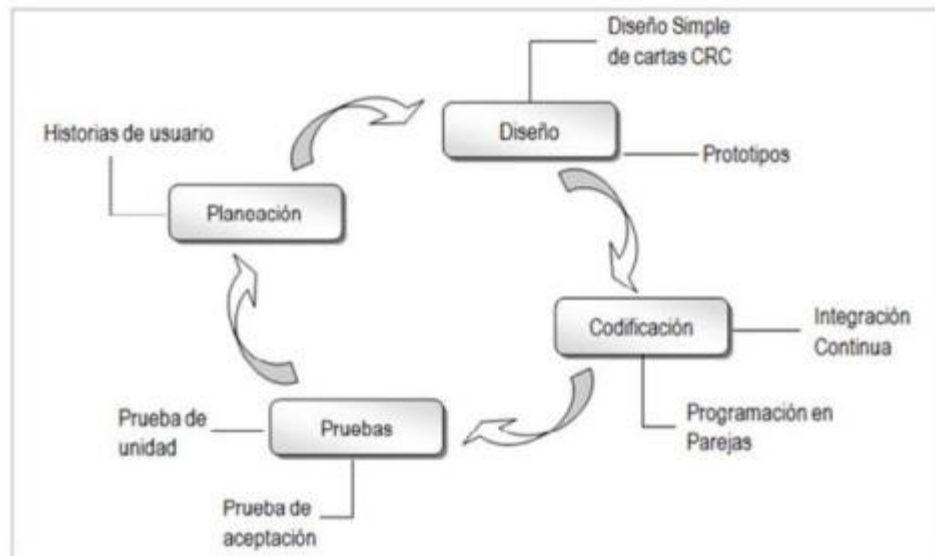 Diseño Simple
de cartas CRC
Diseño
Prototipos
Historias de usuario
Planeación
Codificación
Integración
Continua
Programación en
Parejas
Pruebas
Prueba de
unidad
Prueba de
aceptación